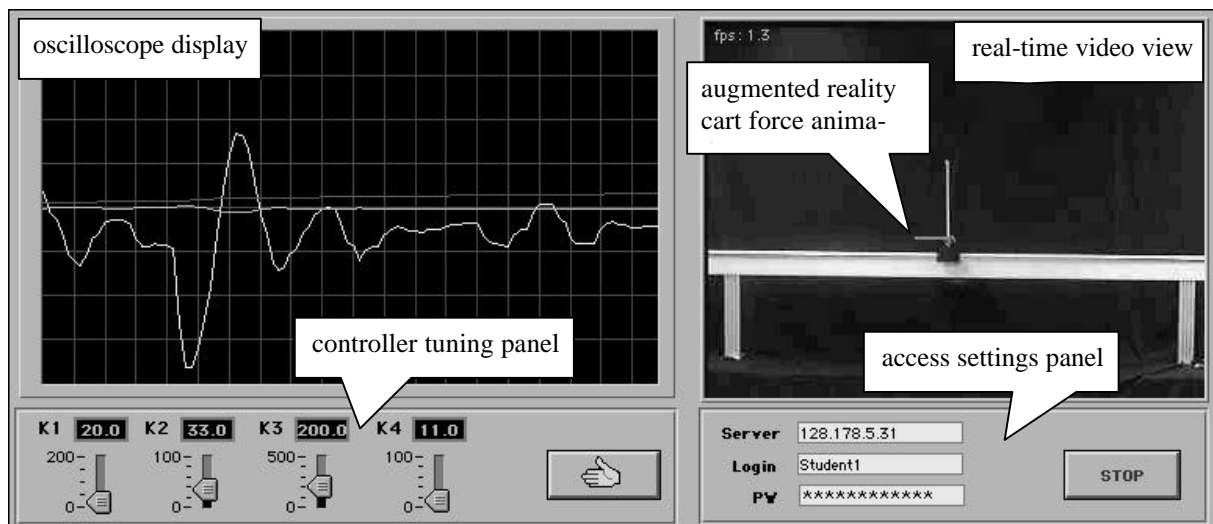 oscilloscope display
fps: 1.3
real-time video view
augmented reality
cart force anima-
controller tuning panel
access settings panel
K1 20.0 K2 33.0 K3 200.0 K4 11.0
200 100 500 100
0 0 0 0
Server 128.178.5.31
Login Student1
PW ************
STOP